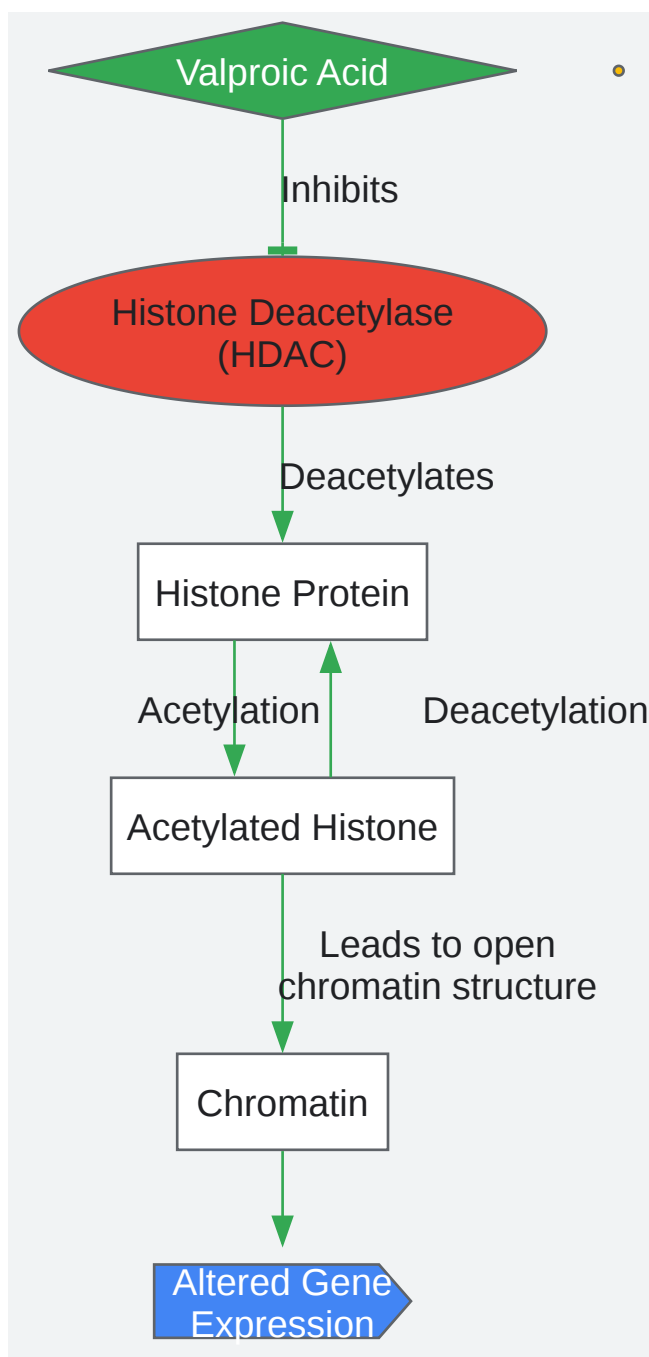 Valproic Acid
Inhibits
Histone Deacetylase
(HDAC)
Deacetylates
Histone Protein
Acetylation
Deacetylation
Acetylated Histone
Leads to open
chromatin structure
Chromatin
Altered Gene
Expression